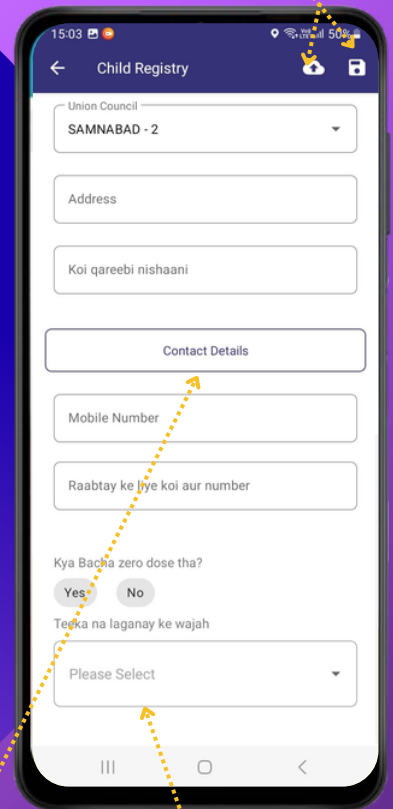 15:03 50%
Child Registry
Union Council
SAMNABAD - 2
Address
Koi qareebi nishaani
Contact Details
Mobile Number
Raabtay ke liye koi aur number
Kya Bacha zero dose tha?
Yes No
Teeka na laganay ke wajah
Please Select